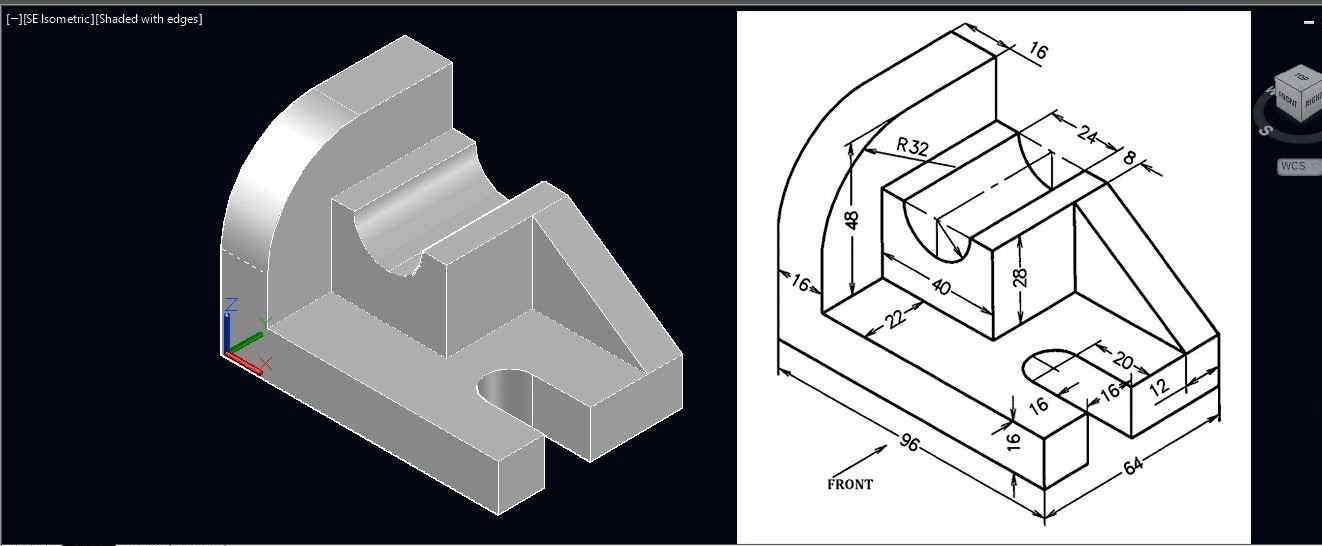 [−][SE Isometric][Shaded with edges]
Z
Y
X
16
24
8
R32
48
28
16
40
22
20
16
16
12
16
96
64
FRONT
TOP
FRONT
RIGHT
W
S
WCS